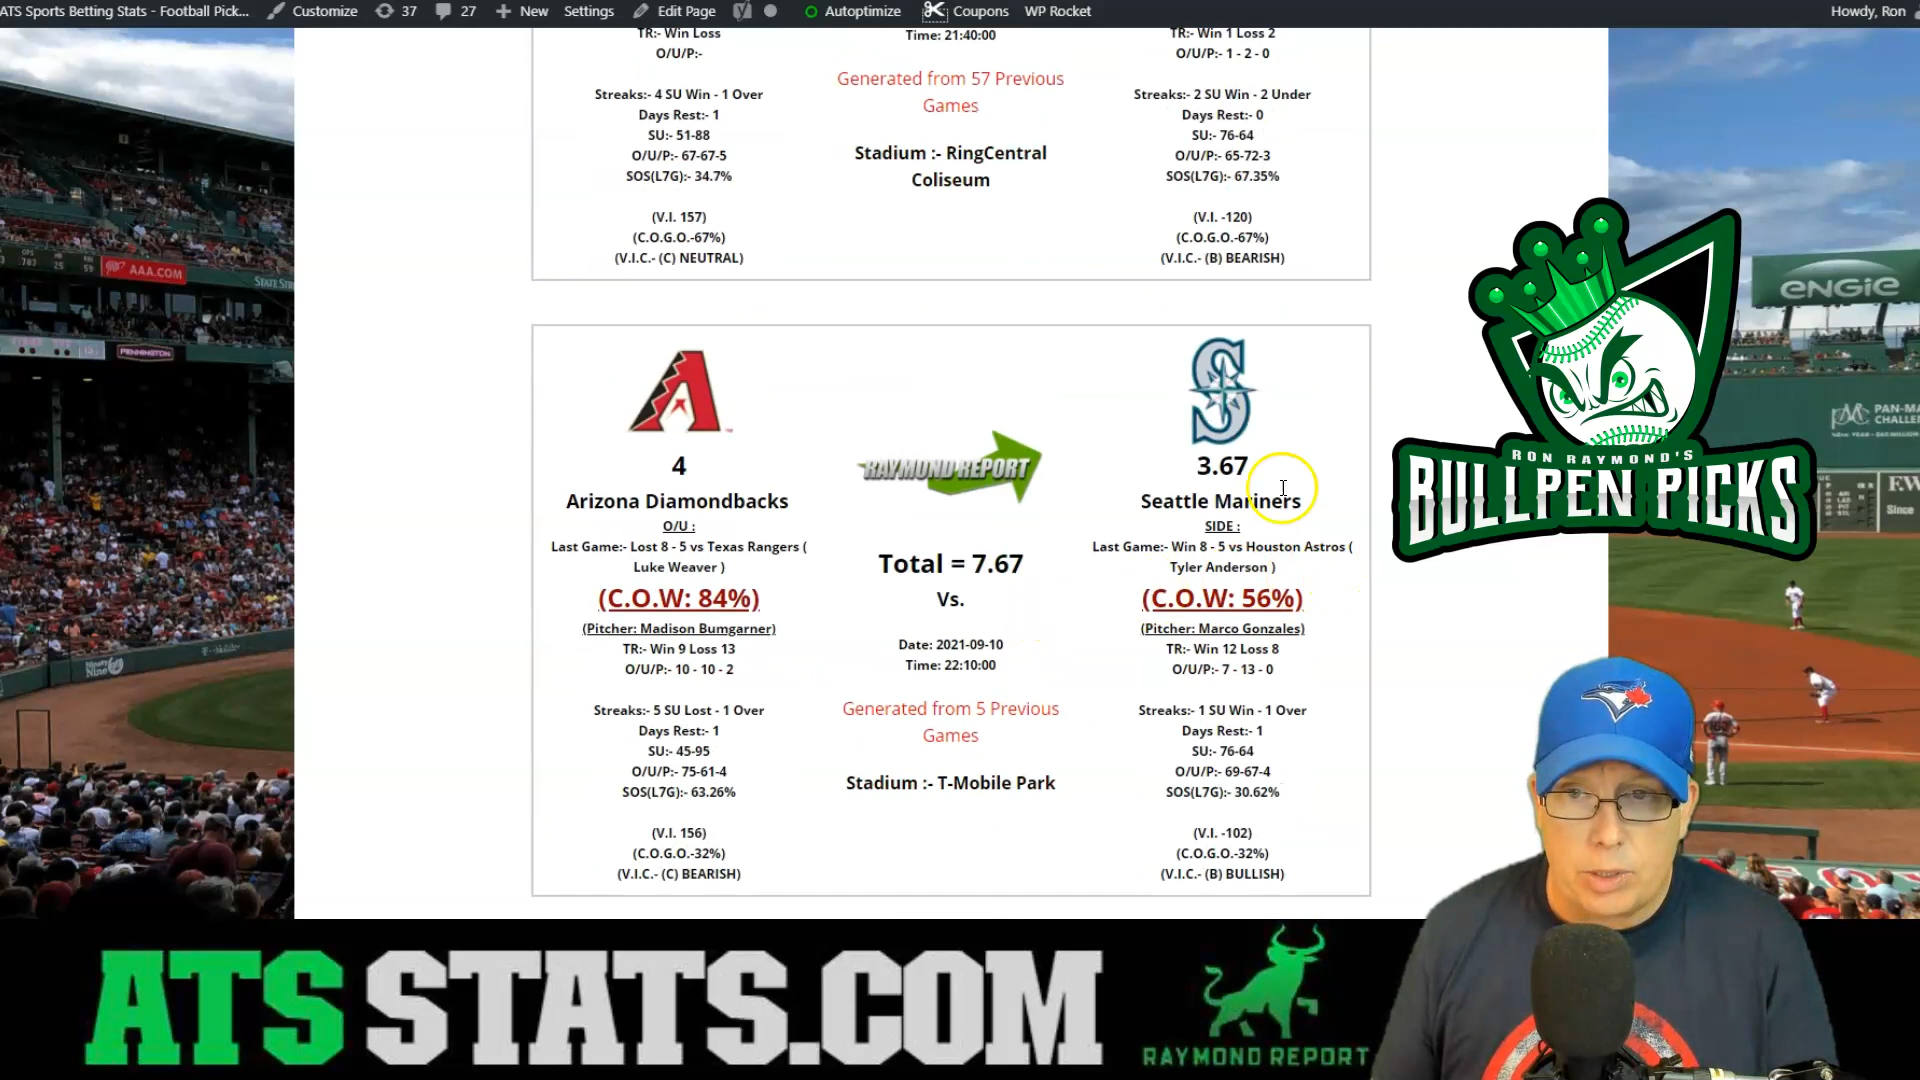 ATS Sports Betting Stats - Football Pick... Customize 37 27 New Settings Edit Page Autoptimize Coupons WP Rocket Howdy, Ron
TR:- Win Loss
O/U/P:-
Streaks:- 4 SU Win - 1 Over
Days Rest:- 1
SU:- 51-88
O/U/P:- 67-67-5
SOS(L7G):- 34.7%
(V.I. 157)
(C.O.G.O.-67%)
(V.I.C.- (C) NEUTRAL)
Time: 21:40:00
Generated from 57 Previous
Games
Stadium :- RingCentral
Coliseum
TR:- Win 1 Loss 2
O/U/P:- 1 - 2 - 0
Streaks:- 2 SU Win - 2 Under
Days Rest:- 0
SU:- 76-64
O/U/P:- 65-72-3
SOS(L7G):- 67.35%
(V.I. -120)
(C.O.G.O.-67%)
(V.I.C.- (B) BEARISH)
4
Arizona Diamondbacks
O/U :
Last Game:- Lost 8 - 5 vs Texas Rangers (
Luke Weaver )
(C.O.W: 84%)
(Pitcher: Madison Bumgarner)
TR:- Win 9 Loss 13
O/U/P:- 10 - 10 - 2
Streaks:- 5 SU Lost - 1 Over
Days Rest:- 1
SU:- 45-95
O/U/P:- 75-61-4
SOS(L7G):- 63.26%
(V.I. 156)
(C.O.G.O.-32%)
(V.I.C.- (C) BEARISH)
RAYMOND REPORT
Total = 7.67
Vs.
Date: 2021-09-10
Time: 22:10:00
Generated from 5 Previous
Games
Stadium :- T-Mobile Park
3.67
Seattle Mariners
SIDE :
Last Game:- Win 8 - 5 vs Houston Astros (
Tyler Anderson )
(C.O.W: 56%)
(Pitcher: Marco Gonzales)
TR:- Win 12 Loss 8
O/U/P:- 7 - 13 - 0
Streaks:- 1 SU Win - 1 Over
Days Rest:- 1
SU:- 76-64
O/U/P:- 69-67-4
SOS(L7G):- 30.62%
(V.I. -102)
(C.O.G.O.-32%)
(V.I.C.- (B) BULLISH)
RON RAYMOND'S
BULLPEN PICKS
AAA.COM
PENNINGTON
ENGIE
ATSSTATS.COM
RAYMOND REPORT